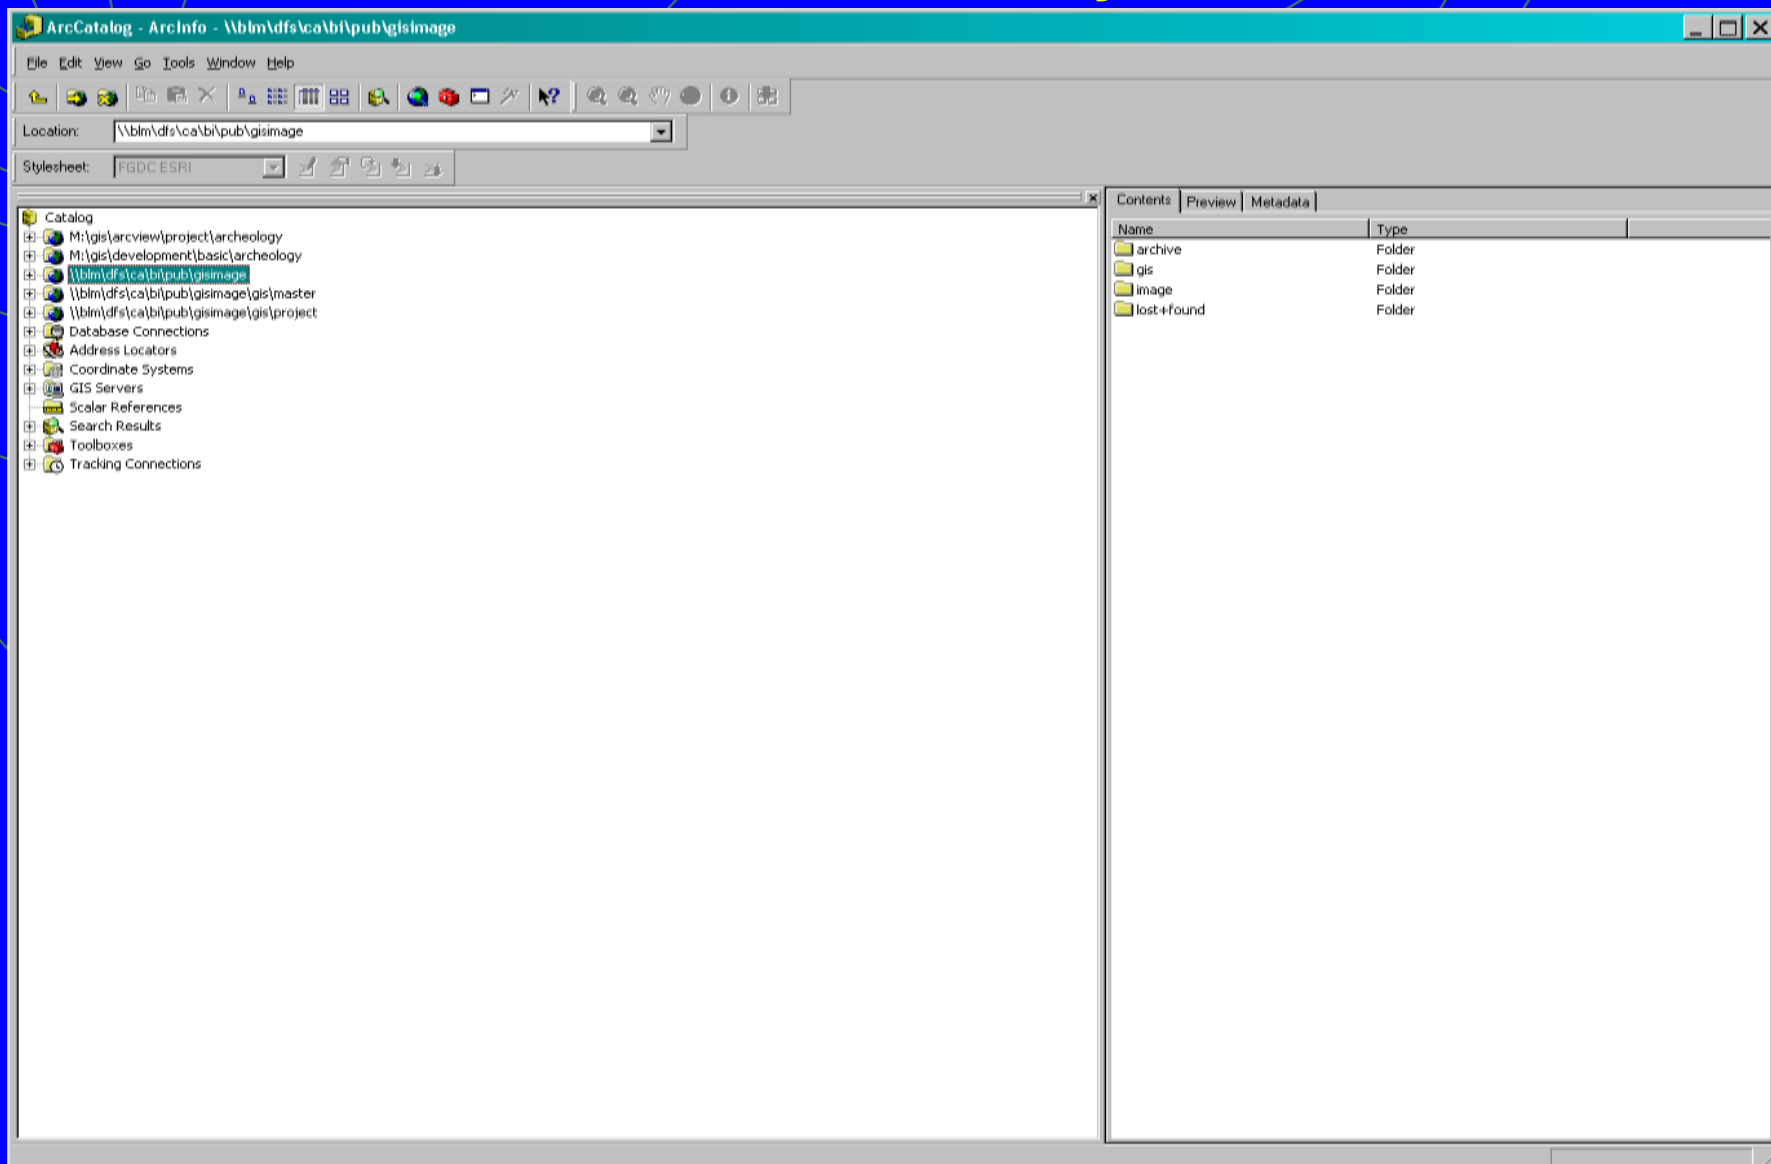 ArcCatalog - ArcInfo - \\blm\dfs\ca\bi\pub\gisimage
File Edit View Go Tools Window Help
Location: \\blm\dfs\ca\bi\pub\gisimage
Stylesheet: FGDC ESRI
Contents Preview Metadata
Catalog
M:\gis\arcview\project\archeology
M:\gis\development\basic\archeology
\\blm\dfs\ca\bi\pub\gisimage
\\blm\dfs\ca\bi\pub\gisimage\gis\master
\\blm\dfs\ca\bi\pub\gisimage\gis\project
Database Connections
Address Locators
Coordinate Systems
GIS Servers
Scalar References
Search Results
Toolboxes
Tracking Connections
Name Type
archive Folder
gis Folder
image Folder
lost+found Folder